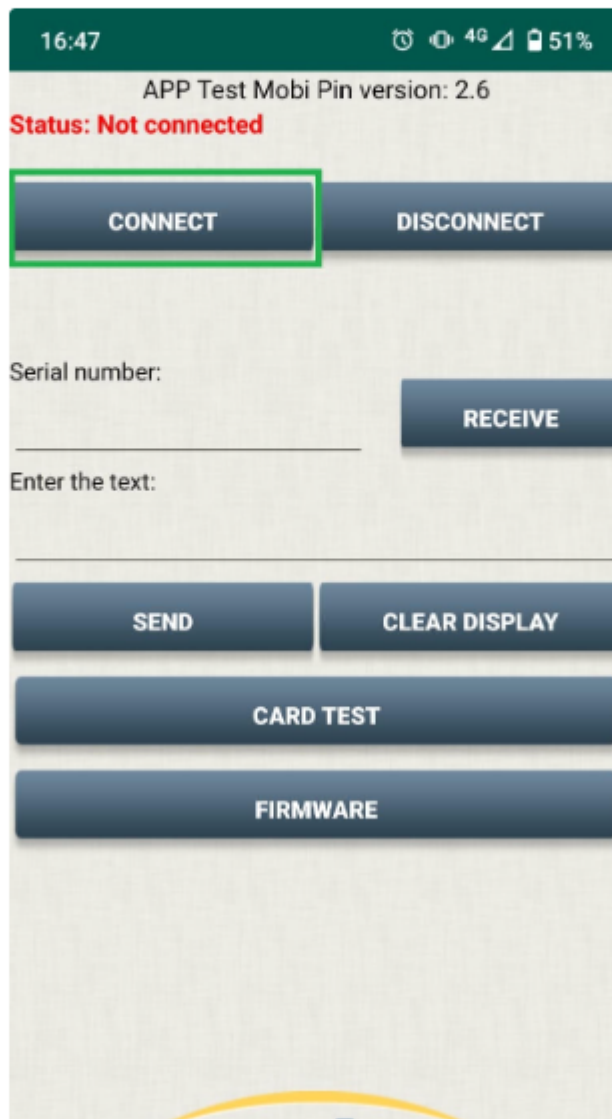 16:47 4G 51%
APP Test Mobi Pin version: 2.6
Status: Not connected
CONNECT DISCONNECT
Serial number:
RECEIVE
Enter the text:
SEND CLEAR DISPLAY
CARD TEST
FIRMWARE